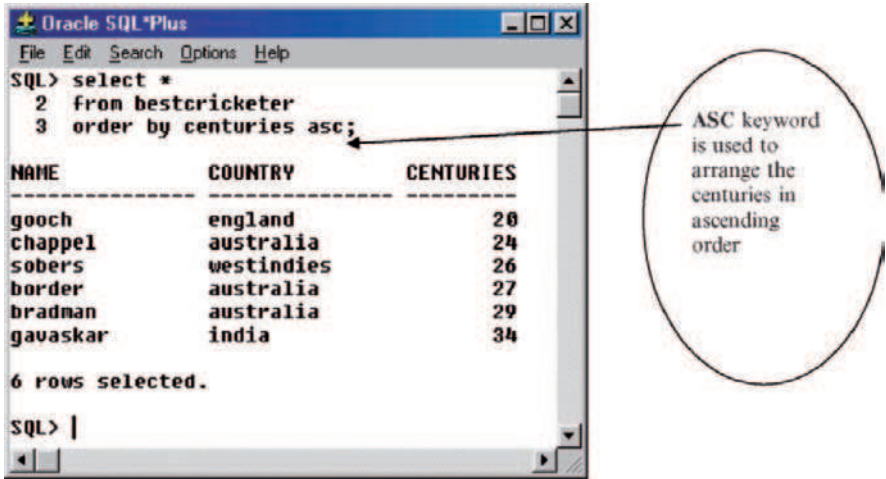 Oracle SQL*Plus
File Edit Search Options Help
SQL> select *
2 from bestcricketer
3 order by centuries asc;
NAME COUNTRY CENTURIES
---------------- ---------------- ---------
gooch england 20
chappel australia 24
sobers westindies 26
border australia 27
bradman australia 29
gavaskar india 34
6 rows selected.
SQL>
ASC keyword
is used to
arrange the
centuries in
ascending
order